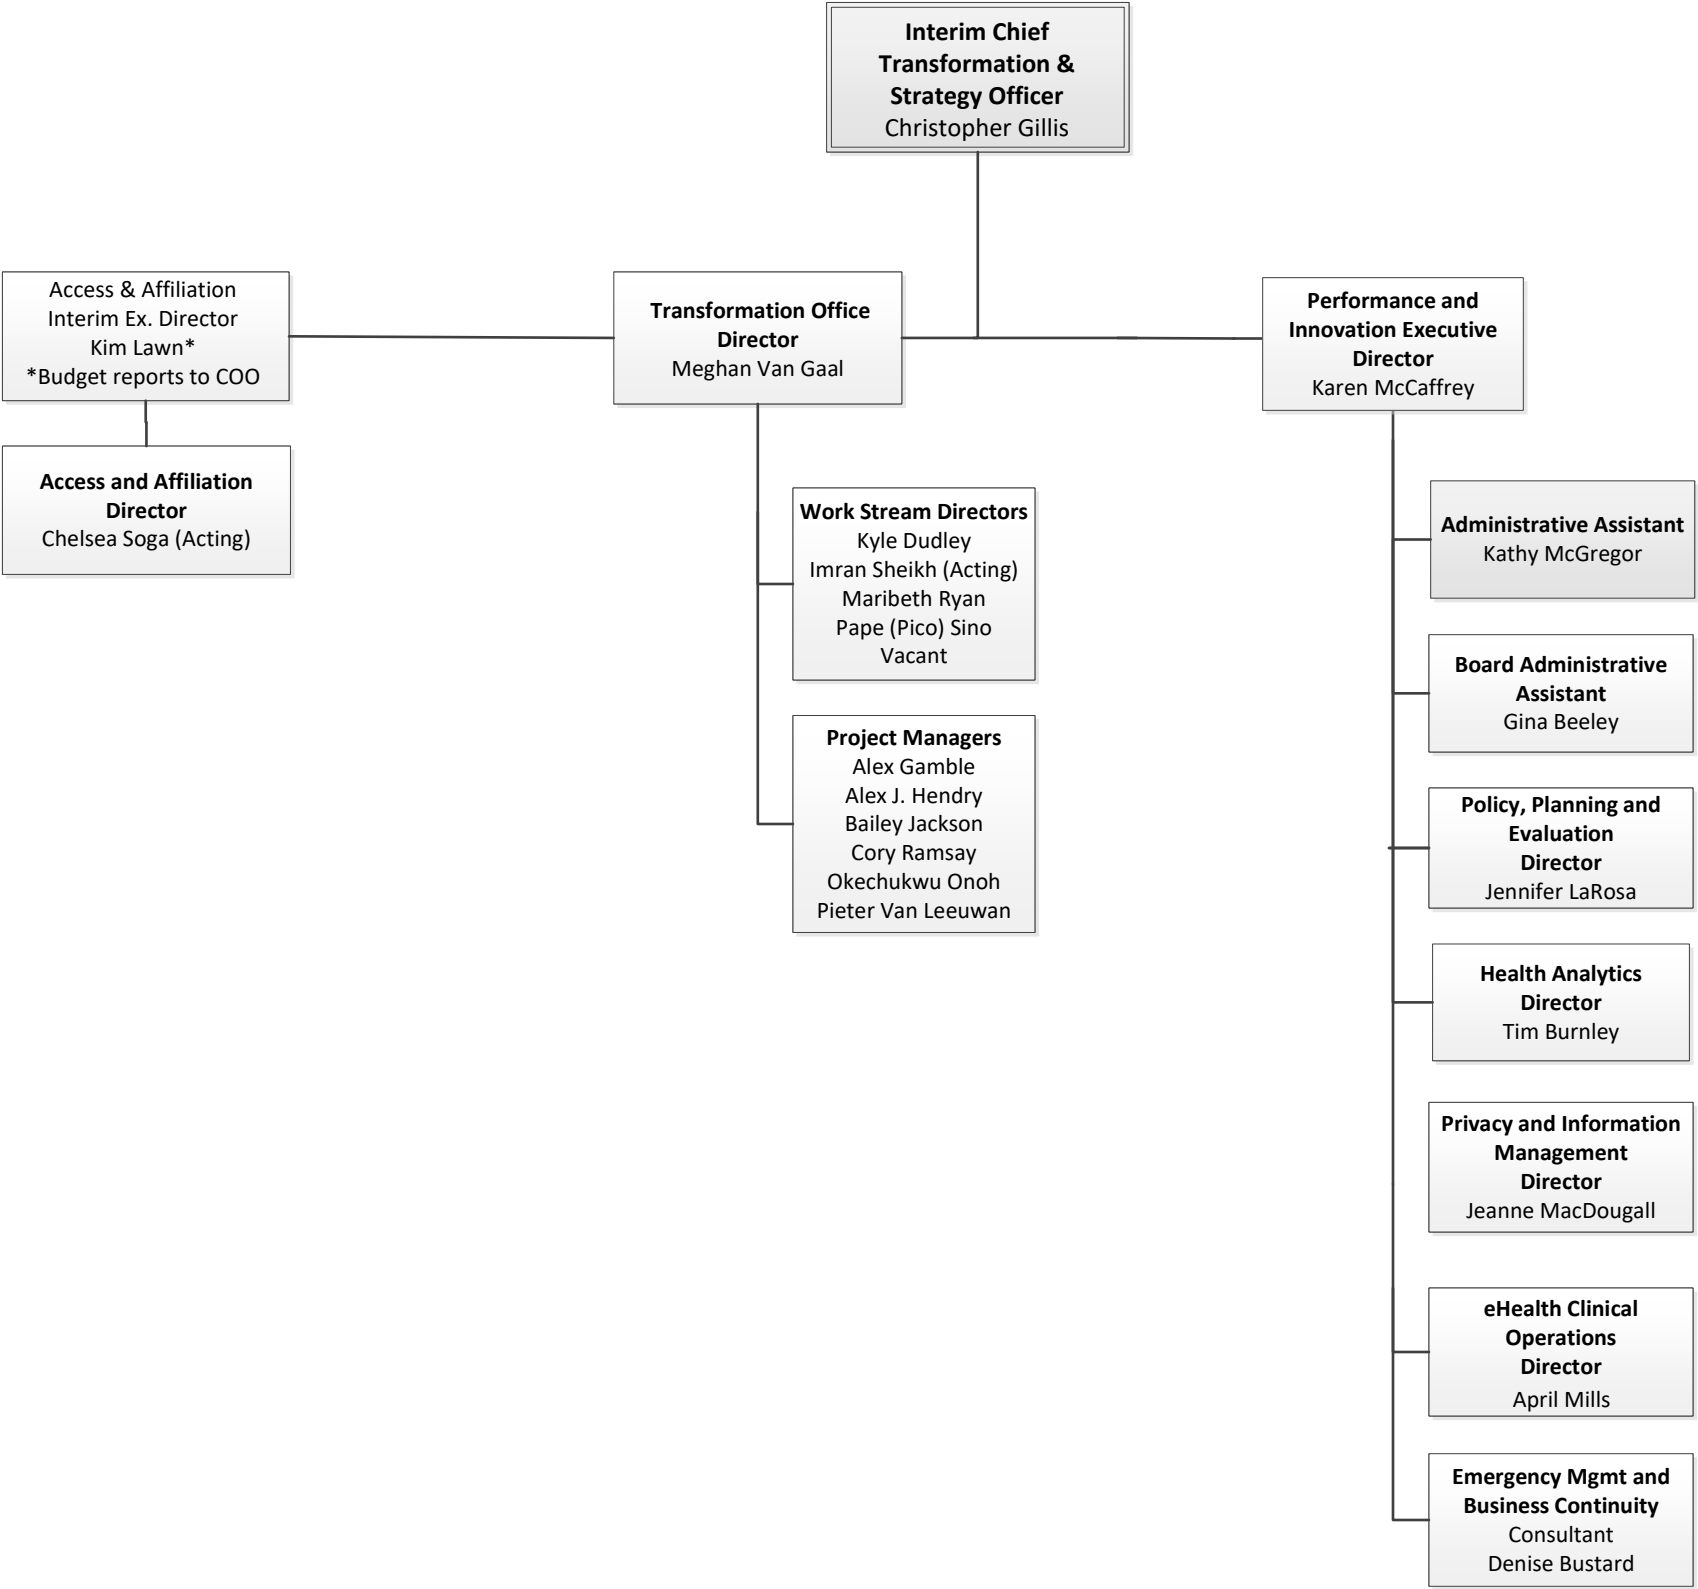 Interim Chief
Transformation &
Strategy Officer
Christopher Gillis
Access & Affiliation
Interim Ex. Director
Kim Lawn*
*Budget reports to COO
Transformation Office
Director
Meghan Van Gaal
Performance and
Innovation Executive
Director
Karen McCaffrey
Access and Affiliation
Director
Chelsea Soga (Acting)
Work Stream Directors
Kyle Dudley
Imran Sheikh (Acting)
Maribeth Ryan
Pape (Pico) Sino
Vacant
Project Managers
Alex Gamble
Alex J. Hendry
Bailey Jackson
Cory Ramsay
Okechukwu Onoh
Pieter Van Leeuwan
Administrative Assistant
Kathy McGregor
Board Administrative
Assistant
Gina Beeley
Policy, Planning and
Evaluation
Director
Jennifer LaRosa
Health Analytics
Director
Tim Burnley
Privacy and Information
Management
Director
Jeanne MacDougall
eHealth Clinical
Operations
Director
April Mills
Emergency Mgmt and
Business Continuity
Consultant
Denise Bustard